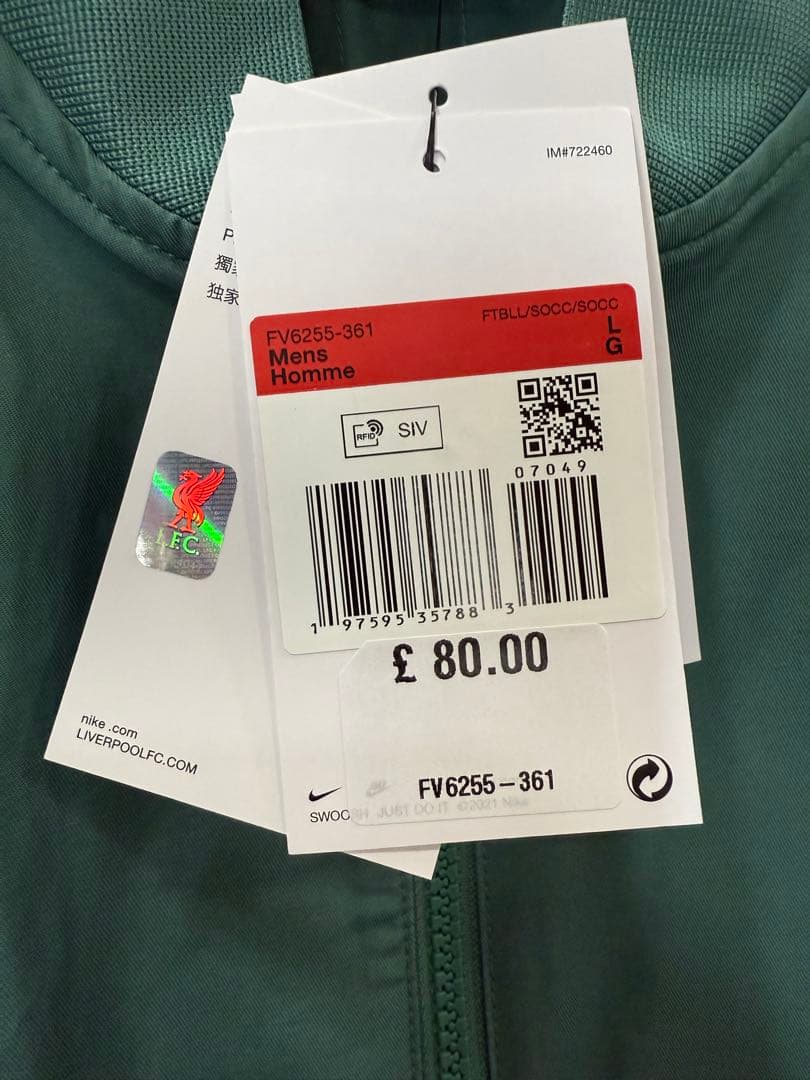 IM#722460
FTBLL/SOCC/SOCC
FV6255-361
Mens
Homme
L
G
RFID
SIV
07049
1 97595 35788 3
£ 80.00
FV6255-361
SWOOSH JUST DO IT ©2021 Nike
獨家
独家
L.F.C.
nike.com
LIVERPOOLFC.COM